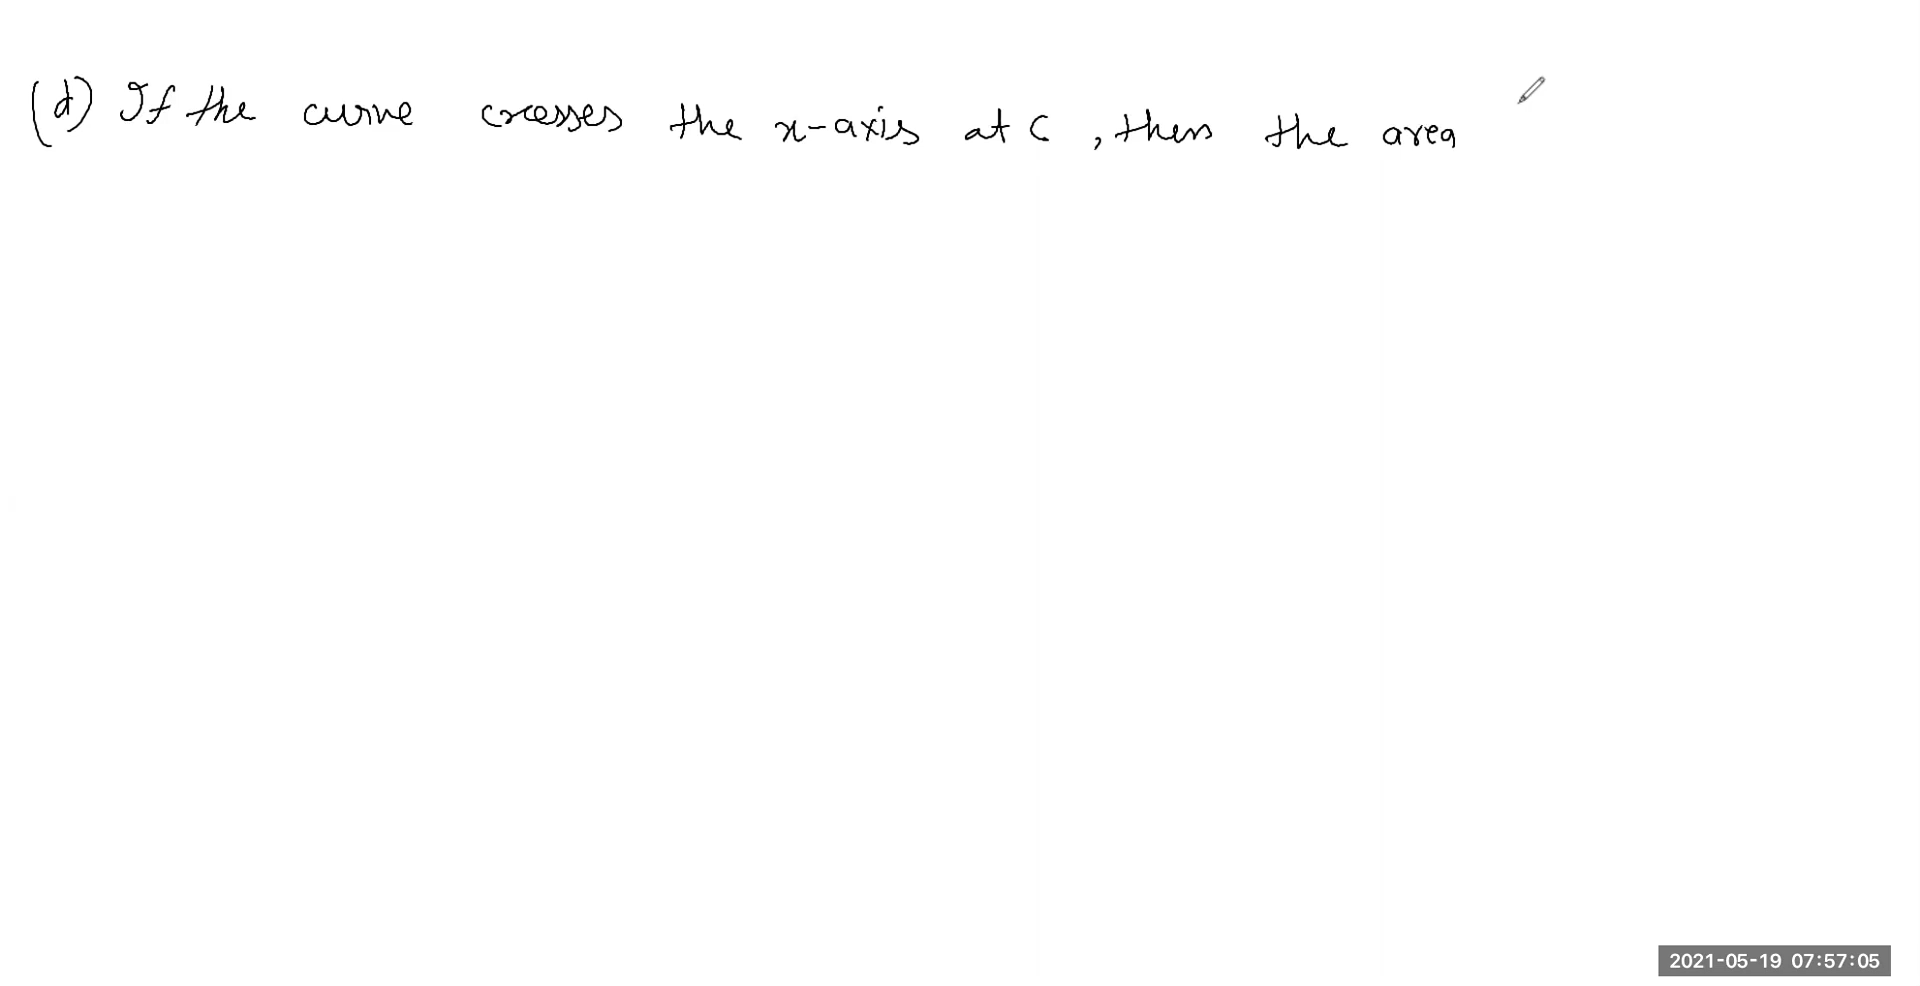 (d) If the curve crosses the x-axis at C , then the area
2021-05-19 07:57:05